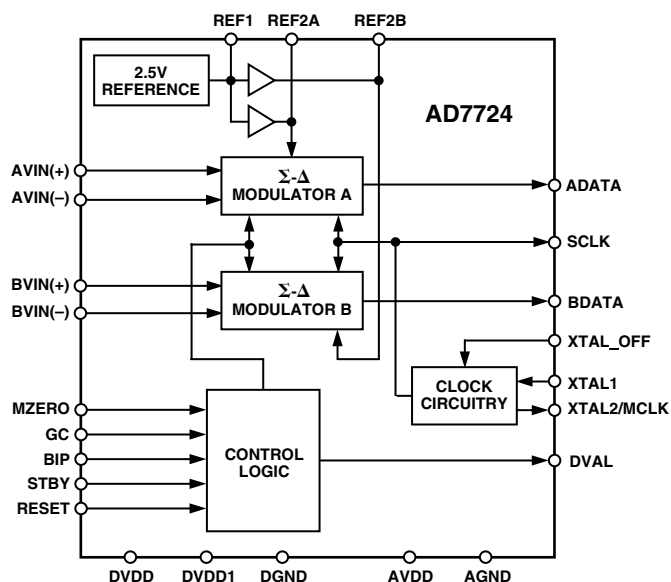 REF1 REF2A REF2B
2.5V
REFERENCE
AD7724
AVIN(+)
AVIN(–)
Σ-Δ
MODULATOR A
ADATA
SCLK
BVIN(+)
BVIN(–)
Σ-Δ
MODULATOR B
BDATA
XTAL_OFF
CLOCK
CIRCUITRY
XTAL1
XTAL2/MCLK
MZERO
GC
BIP
STBY
RESET
CONTROL
LOGIC
DVAL
DVDD DVDD1 DGND AVDD AGND